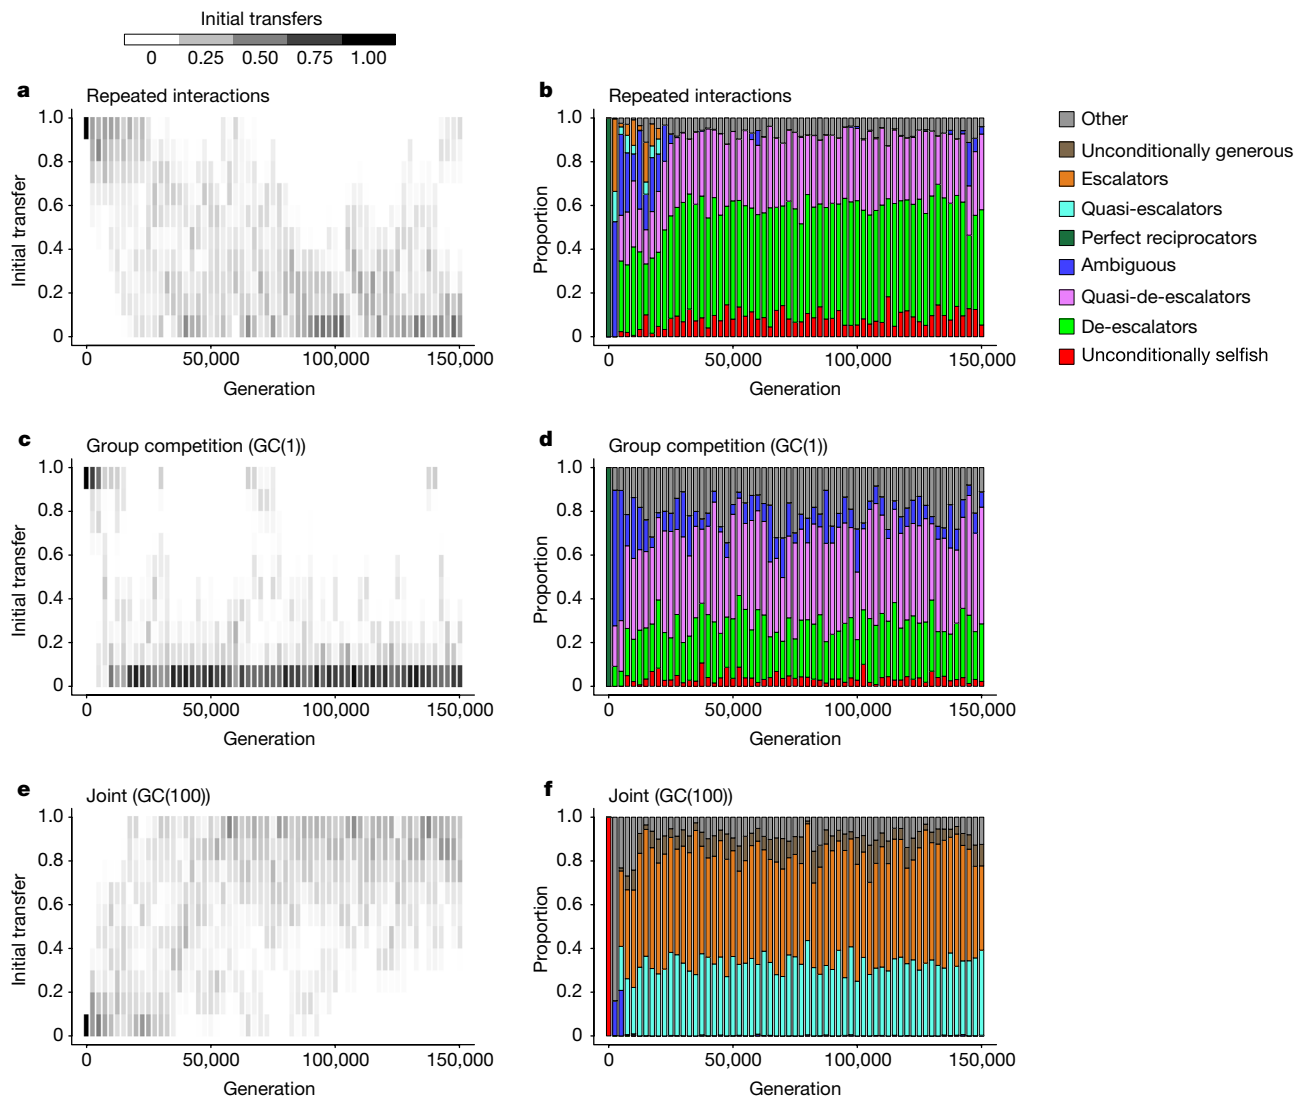 Initial transfers
0 0.25 0.50 0.75 1.00
a Repeated interactions
1.0
0.8
0.6
0.4
0.2
0
Initial transfer
0 50,000 100,000 150,000
Generation
b Repeated interactions
1.0
0.8
0.6
0.4
0.2
0
Proportion
0 50,000 100,000 150,000
Generation
Other
Unconditionally generous
Escalators
Quasi-escalators
Perfect reciprocators
Ambiguous
Quasi-de-escalators
De-escalators
Unconditionally selfish
c Group competition (GC(1))
1.0
0.8
0.6
0.4
0.2
0
Initial transfer
0 50,000 100,000 150,000
Generation
d Group competition (GC(1))
1.0
0.8
0.6
0.4
0.2
0
Proportion
0 50,000 100,000 150,000
Generation
e Joint (GC(100))
1.0
0.8
0.6
0.4
0.2
0
Initial transfer
0 50,000 100,000 150,000
Generation
f Joint (GC(100))
1.0
0.8
0.6
0.4
0.2
0
Proportion
0 50,000 100,000 150,000
Generation